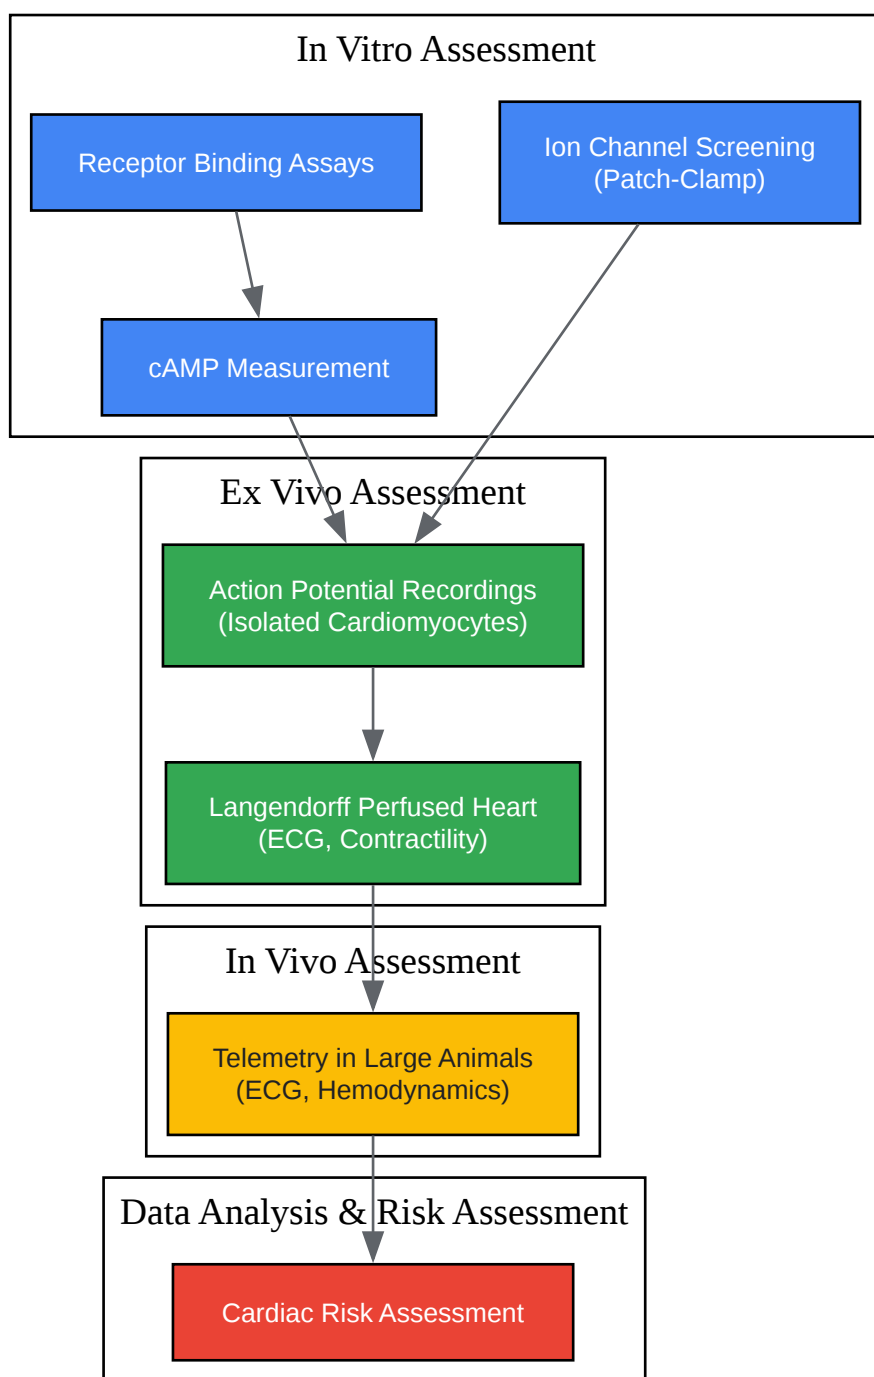 In Vitro Assessment
Receptor Binding Assays
Ion Channel Screening
(Patch-Clamp)
cAMP Measurement
Ex Vivo Assessment
Action Potential Recordings
(Isolated Cardiomyocytes)
Langendorff Perfused Heart
(ECG, Contractility)
In Vivo Assessment
Telemetry in Large Animals
(ECG, Hemodynamics)
Data Analysis & Risk Assessment
Cardiac Risk Assessment